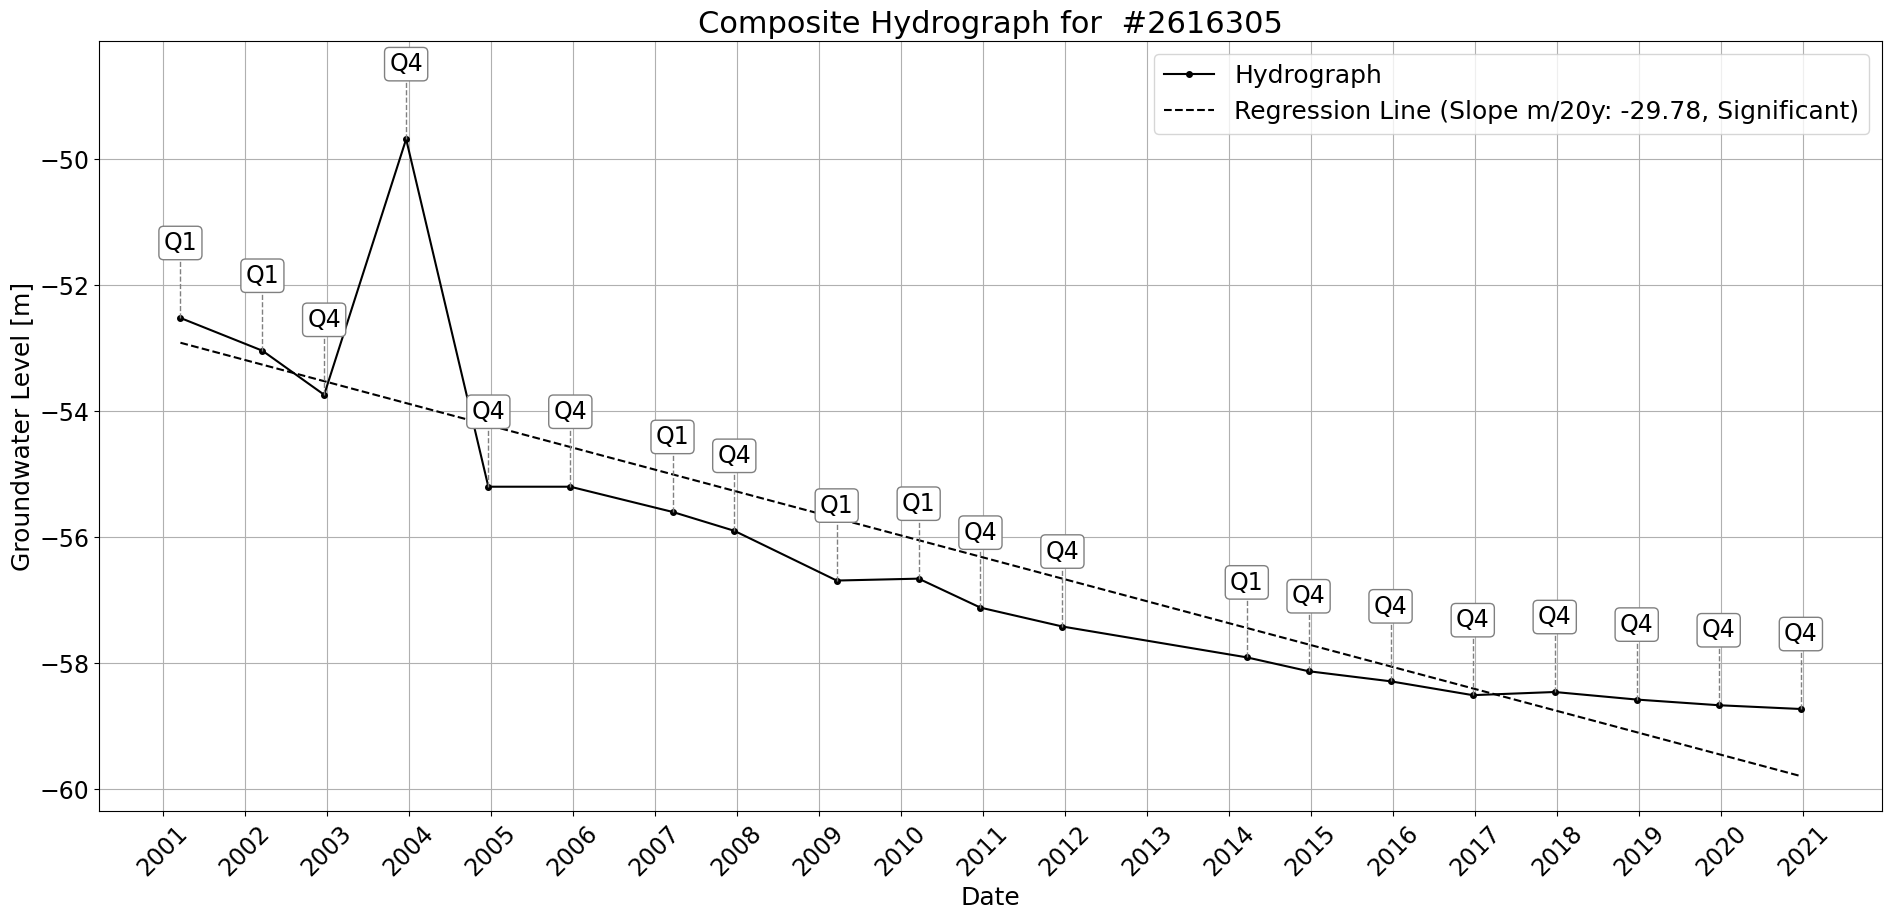 Composite Hydrograph for  #2616305
Hydrograph
Regression Line (Slope m/20y: -29.78, Significant)
Groundwater Level [m]
−50
−52
−54
−56
−58
−60
Q1
Q1
Q4
Q4
Q4
Q4
Q1
Q4
Q1
Q1
Q4
Q4
Q1
Q4
Q4
Q4
Q4
Q4
Q4
Q4
2001
2002
2003
2004
2005
2006
2007
2008
2009
2010
2011
2012
2013
2014
2015
2016
2017
2018
2019
2020
2021
Date